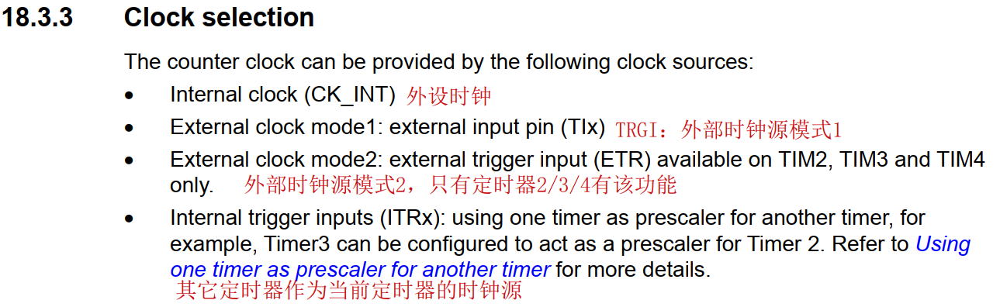 18.3.3 Clock selection
The counter clock can be provided by the following clock sources:
• Internal clock (CK_INT) 外设时钟
• External clock mode1: external input pin (TIx) TRGI：外部时钟源模式1
• External clock mode2: external trigger input (ETR) available on TIM2, TIM3 and TIM4
only. 外部时钟源模式2，只有定时器2/3/4有该功能
• Internal trigger inputs (ITRx): using one timer as prescaler for another timer, for
example, Timer3 can be configured to act as a prescaler for Timer 2. Refer to Using
one timer as prescaler for another timer for more details.
其它定时器作为当前定时器的时钟源